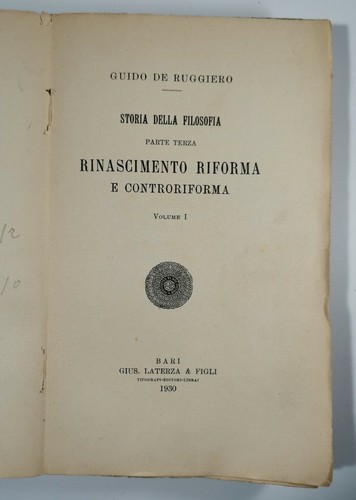 GUIDO DE RUGGIERO
STORIA DELLA FILOSOFIA
PARTE TERZA
RINASCIMENTO RIFORMA
E CONTRORIFORMA
VOLUME I
BARI
GIUS. LATERZA & FIGLI
TIPOGRAFI-EDITORI-LIBRAI
1930